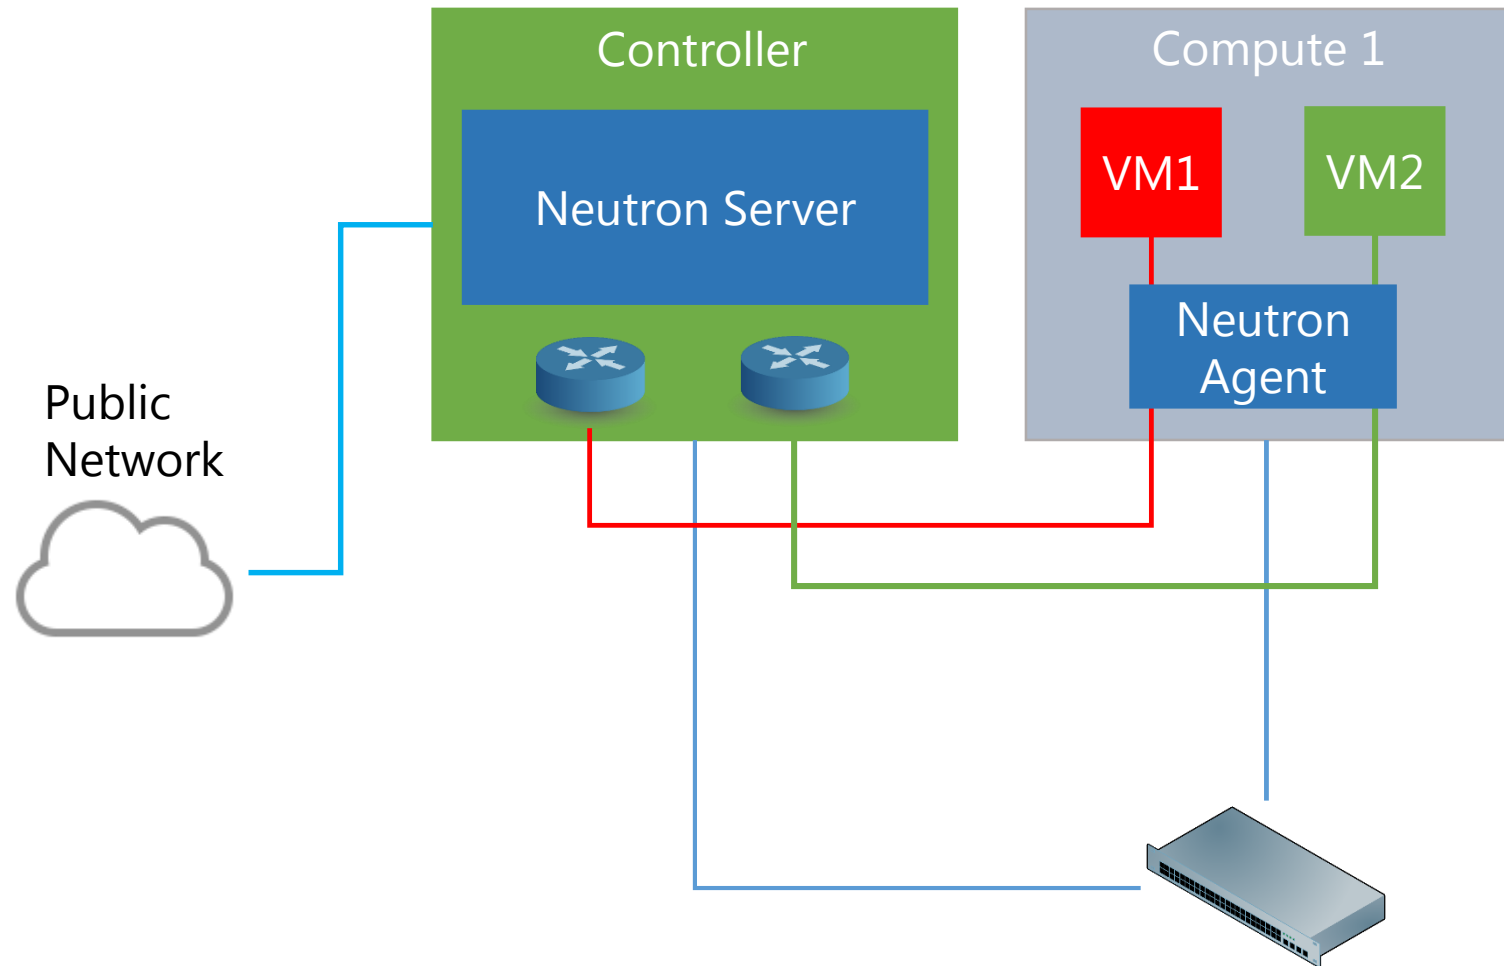 Controller
Compute 1
VM1
VM2
Neutron Server
Neutron
Agent
Public
Network